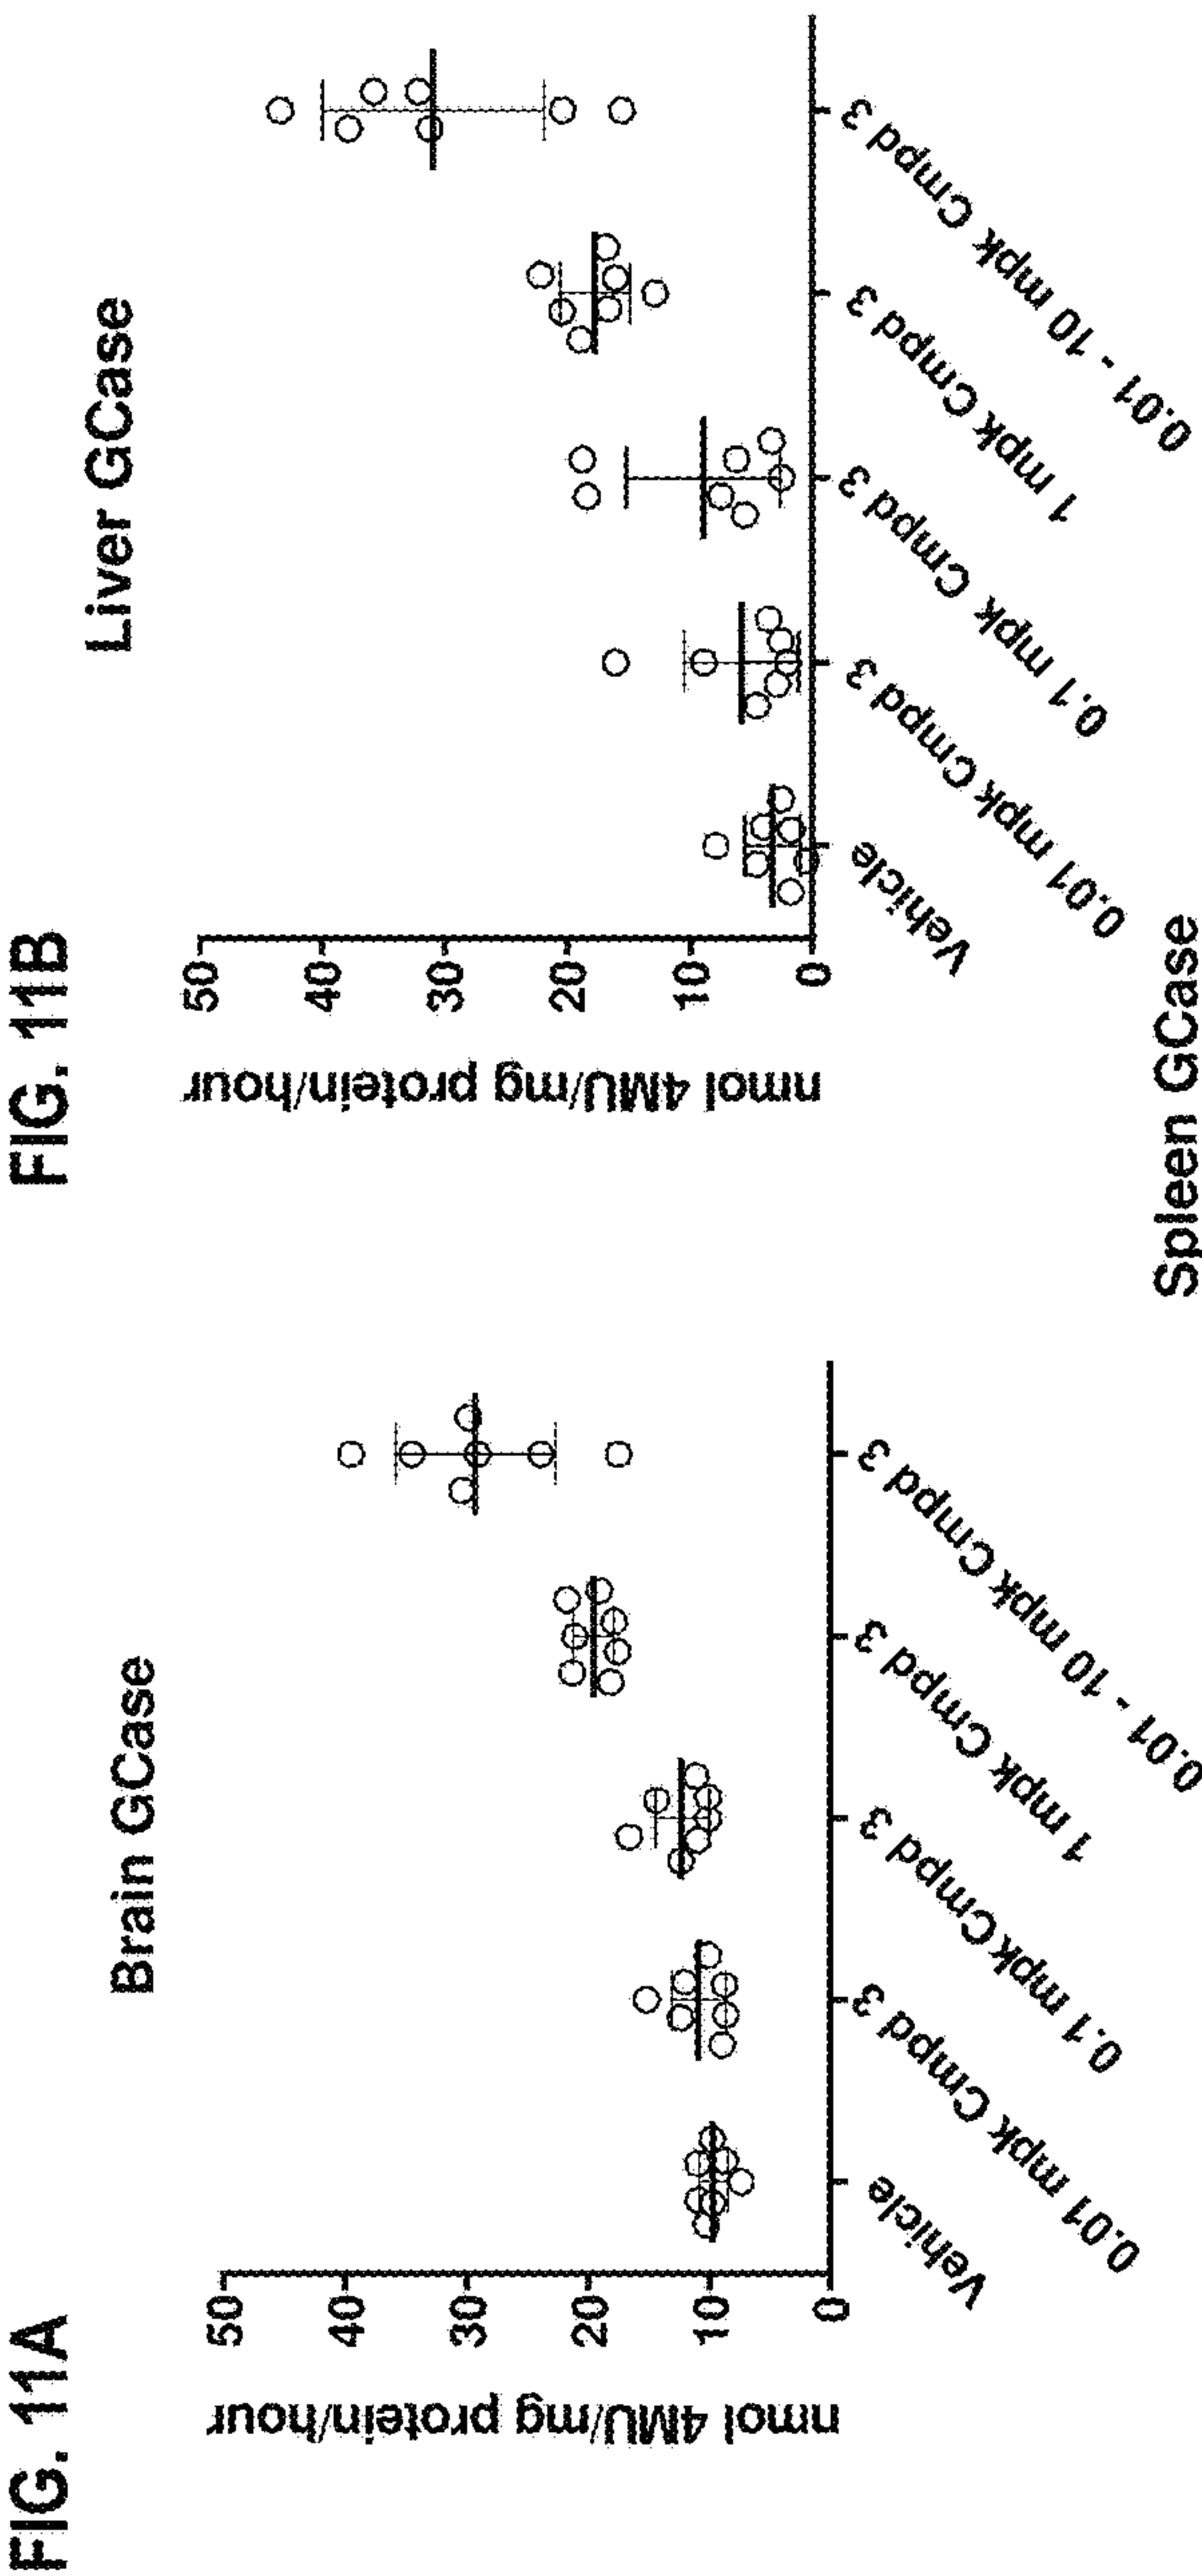 FIG. 11A
Brain GCase
nmol 4MU/mg protein/hour
50
40
30
20
10
0
Vehicle
0.01 mpk Cmpd 3
0.1 mpk Cmpd 3
1 mpk Cmpd 3
0.01 - 10 mpk Cmpd 3
FIG. 11B
Liver GCase
nmol 4MU/mg protein/hour
50
40
30
20
10
0
Vehicle
0.01 mpk Cmpd 3
0.1 mpk Cmpd 3
1 mpk Cmpd 3
0.01 - 10 mpk Cmpd 3
Spleen GCase